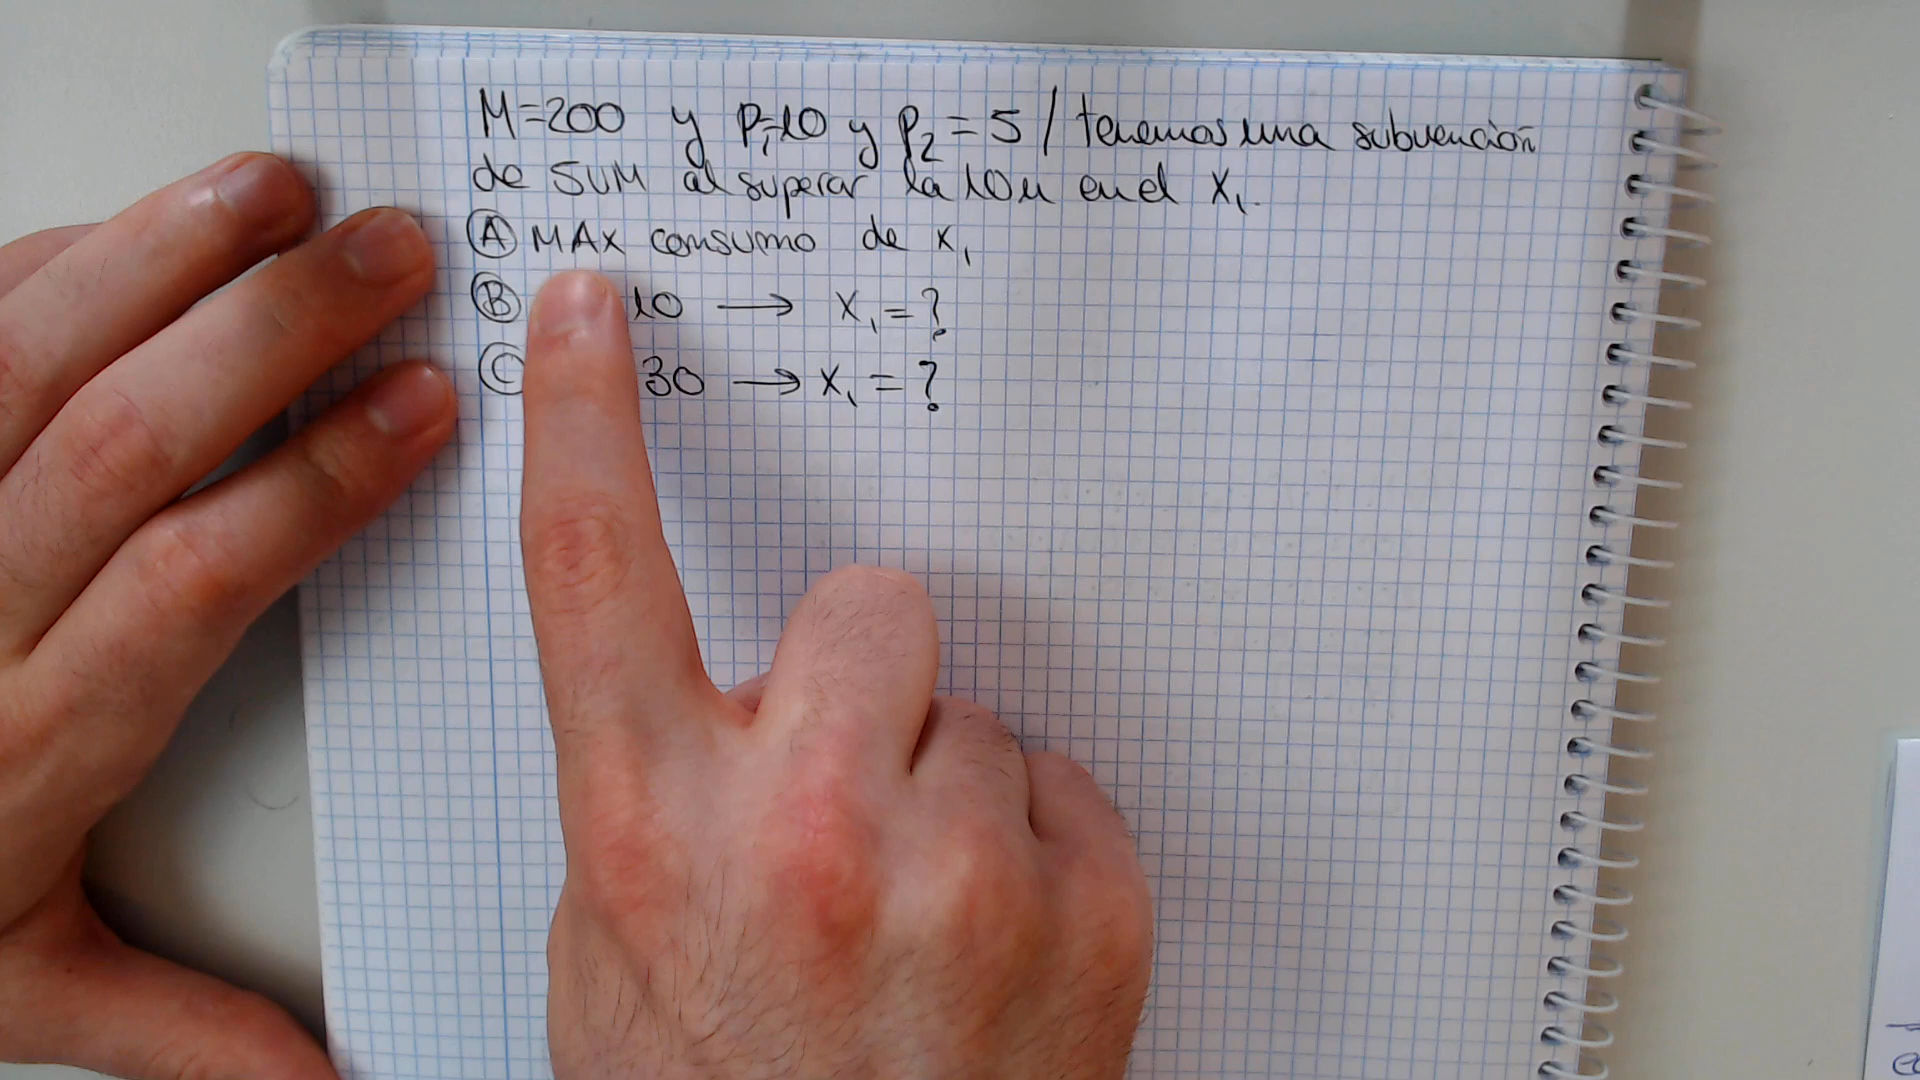 M=200 y P₁=10 y P₂=5 / tenemos una subvención
de 5UM al superar la 10u en el X₁.
Ⓐ MAX consumo de x₁
Ⓑ 10 → X₁=?
Ⓒ 30 → X₁=?